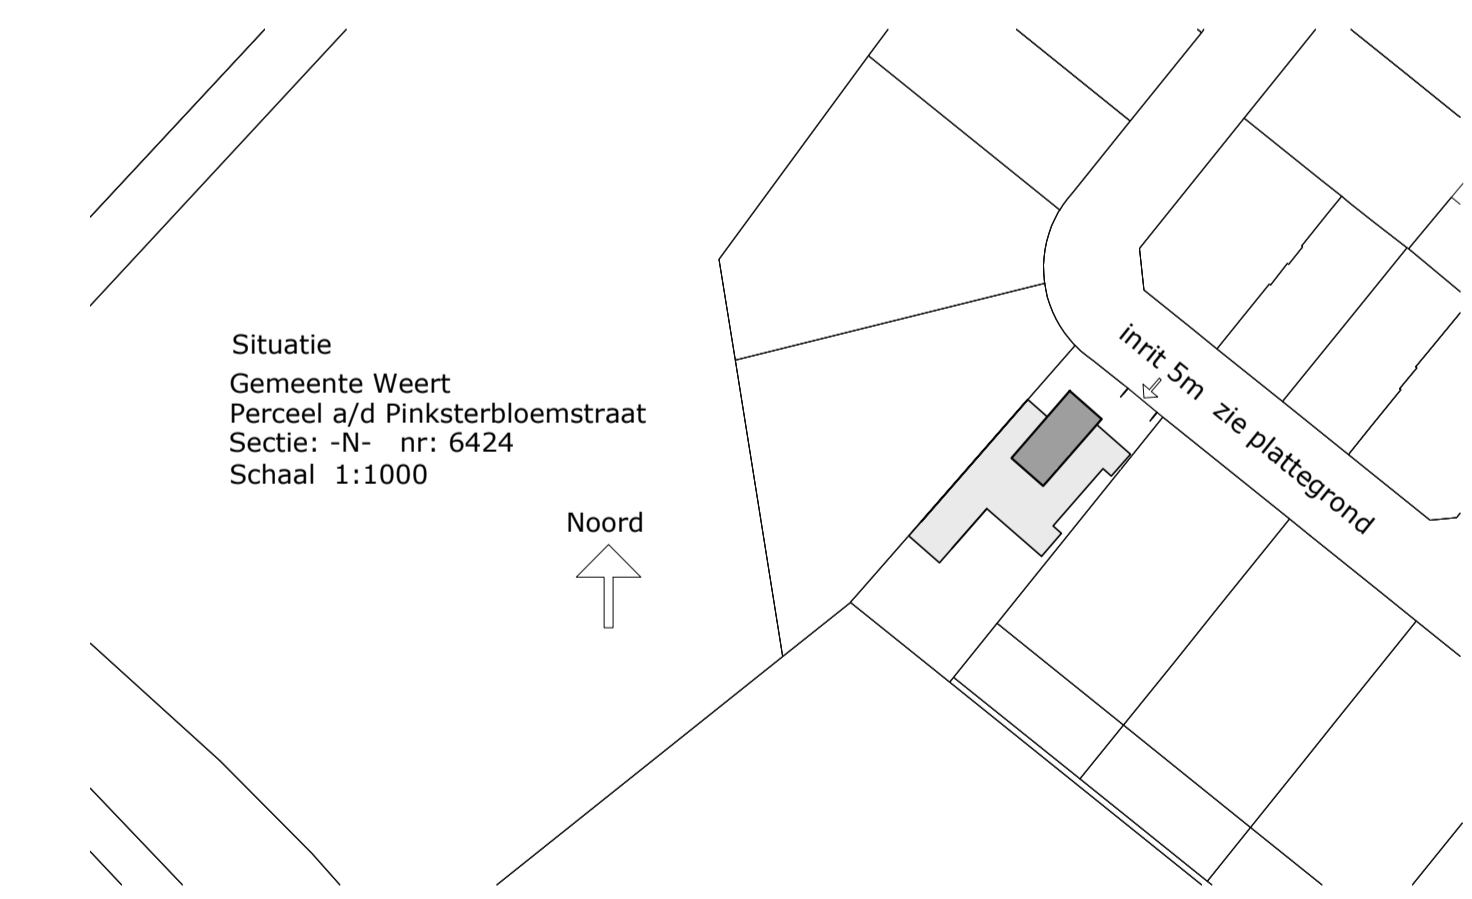 Situatie
Gemeente Weert
Perceel a/d Pinksterbloemstraat
Sectie: -N- nr: 6424
Schaal 1:1000
Noord
inrit 5m zie plattegrond